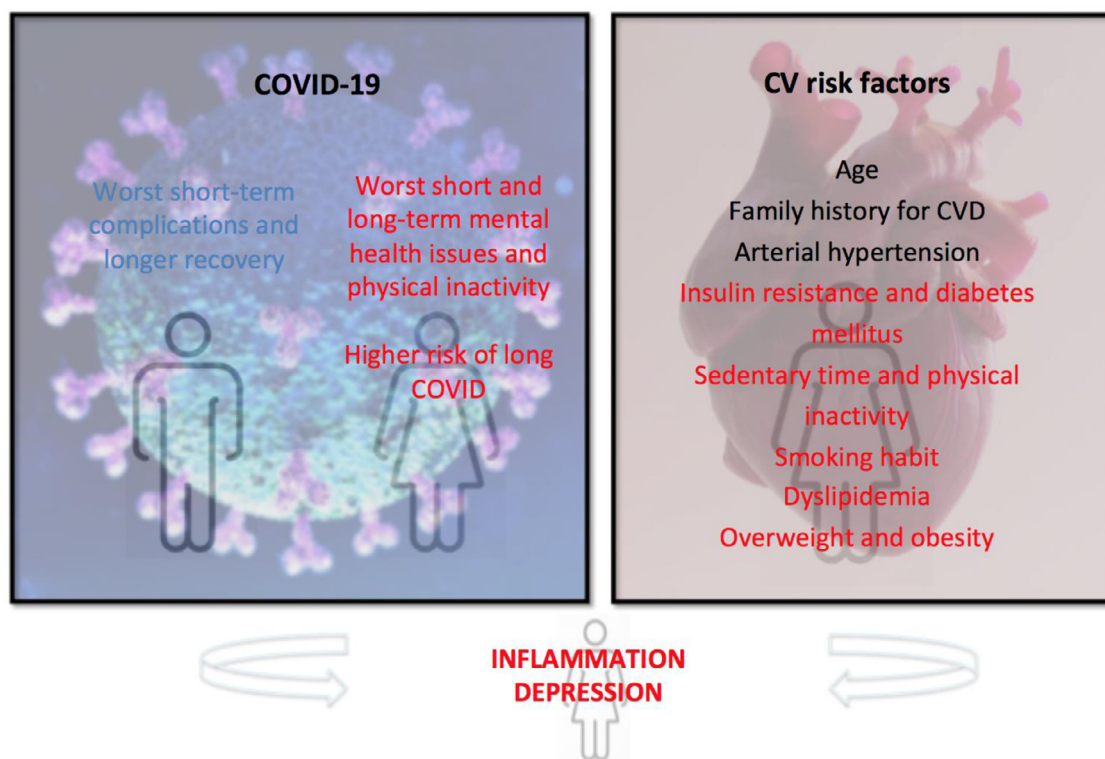 COVID-19
Worst short-term
complications and
longer recovery
Worst short and
long-term mental
health issues and
physical inactivity
Higher risk of long
COVID
CV risk factors
Age
Family history for CVD
Arterial hypertension
Insulin resistance and diabetes
mellitus
Sedentary time and physical
inactivity
Smoking habit
Dyslipidemia
Overweight and obesity
INFLAMMATION
DEPRESSION